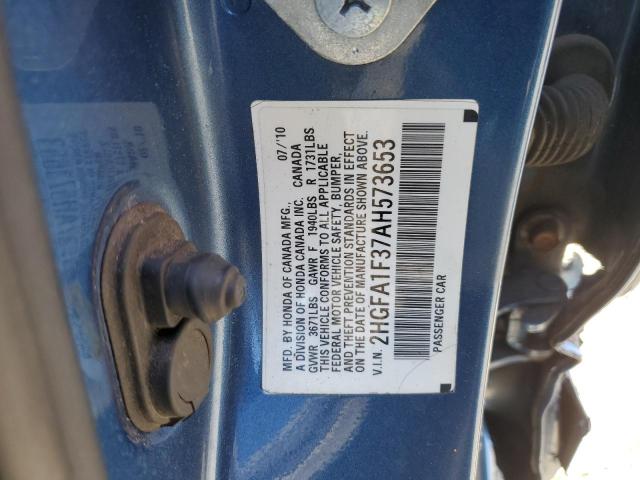 MFD. BY HONDA OF CANADA MFG., 07/'10
A DIVISION OF HONDA CANADA INC. CANADA
GVWR 3671LBS GAWR F 1940LBS R 1731LBS
THIS VEHICLE CONFORMS TO ALL APPLICABLE
FEDERAL MOTOR VEHICLE SAFETY, BUMPER,
AND THEFT PREVENTION STANDARDS IN EFFECT
ON THE DATE OF MANUFACTURE SHOWN ABOVE.
V.I.N. 2HGFA1F37AH573653
PASSENGER CAR